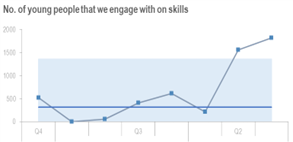 No. of young people that we engage with on skills
2000
1500
1000
500
0
Q4
Q3
Q2